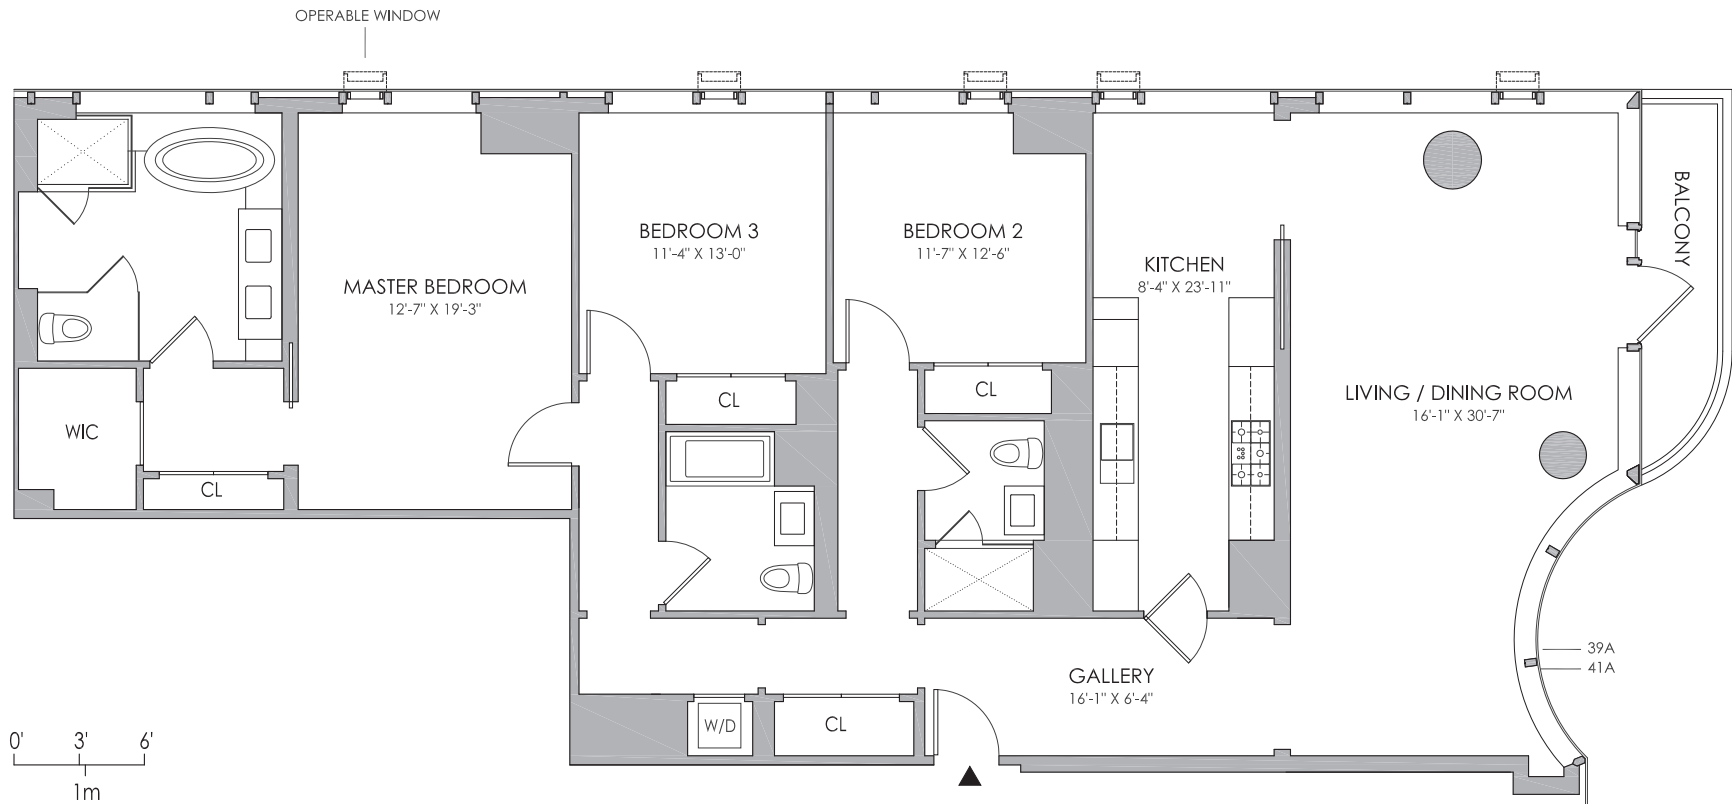 OPERABLE WINDOW
BALCONY
BEDROOM 3
11'-4" X 13'-0"
BEDROOM 2
11'-7" X 12'-6"
KITCHEN
8'-4" X 23'-11"
MASTER BEDROOM
12'-7" X 19'-3"
LIVING / DINING ROOM
16'-1" X 30'-7"
CL
CL
WIC
CL
39A
41A
GALLERY
16'-1" X 6'-4"
W/D
CL
0' 3' 6'
1m